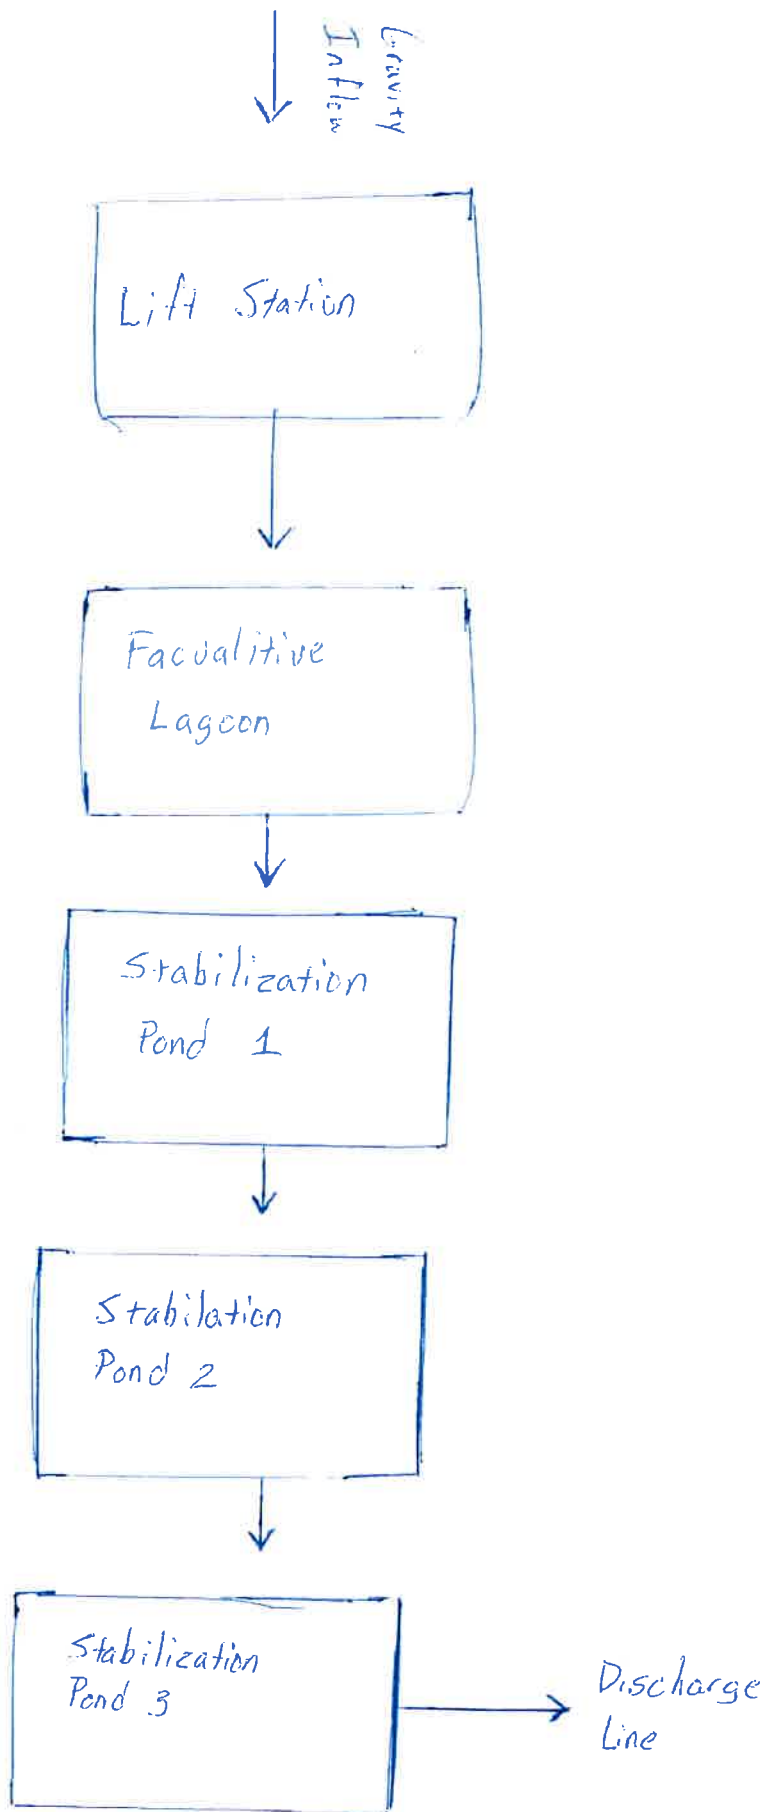 Gravity
Inflow
Lift Station
Facualitive
Lagoon
Stabilization
Pond 1
Stabilation
Pond 2
Stabilization
Pond 3
Discharge
Line